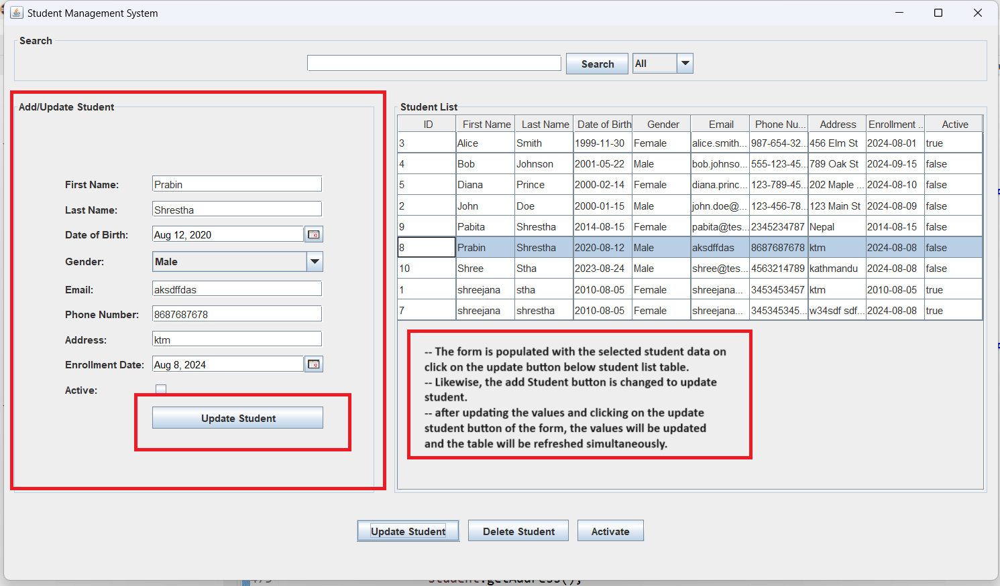 Student Management System
Search
Search All
Add/Update Student
First Name: Prabin
Last Name: Shrestha
Date of Birth: Aug 12, 2020
Gender: Male
Email: aksdffdas
Phone Number: 8687687678
Address: ktm
Enrollment Date: Aug 8, 2024
Active:
Update Student
Student List
ID First Name Last Name Date of Birth Gender Email Phone Nu... Address Enrollment .. Active
3 Alice Smith 1999-11-30 Female alice.smith... 987-654-32... 456 Elm St 2024-08-01 true
4 Bob Johnson 2001-05-22 Male bob.johnso... 555-123-45... 789 Oak St 2024-09-15 false
5 Diana Prince 2000-02-14 Female diana.princ... 123-789-45... 202 Maple ... 2024-08-10 false
2 John Doe 2000-01-15 Male john.doe@... 123-456-78... 123 Main St 2024-08-09 false
9 Pabita Shrestha 2014-08-15 Female pabita@tes... 2345234787 Nepal 2014-08-15 false
8 Prabin Shrestha 2020-08-12 Male aksdffdas 8687687678 ktm 2024-08-08 false
10 Shree Stha 2023-08-24 Male shree@tes... 4563214789 kathmandu 2024-08-08 false
1 shreejana stha 2010-08-05 Female shreejana... 3453453457 ktm 2010-08-05 true
7 shreejana shrestha 2010-08-05 Female shreejana... 345345345... w34sdf sdf... 2024-08-08 true
-- The form is populated with the selected student data on
click on the update button below student list table.
-- Likewise, the add Student button is changed to update
student.
-- after updating the values and clicking on the update
student button of the form, the values will be updated
and the table will be refreshed simultaneously.
Update Student Delete Student Activate
student.getAddress();